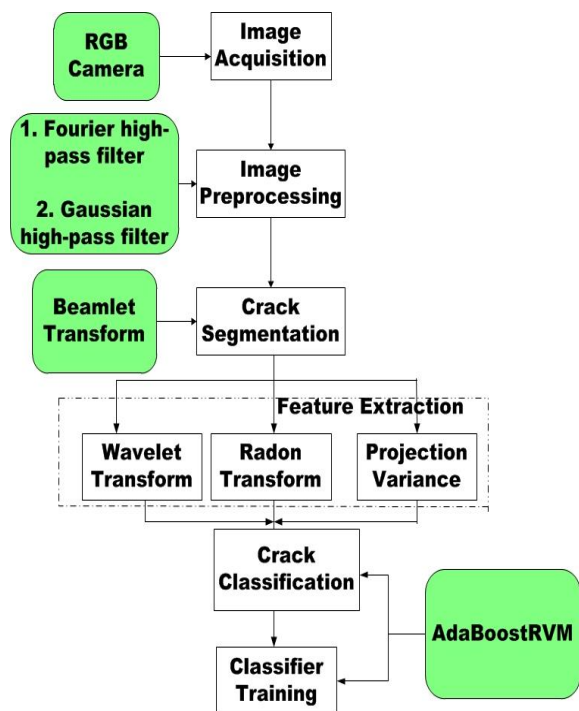 RGB
Camera
Image
Acquisition
1. Fourier high-
pass filter
2. Gaussian
high-pass filter
Image
Preprocessing
Beamlet
Transform
Crack
Segmentation
Feature Extraction
Wavelet
Transform
Radon
Transform
Projection
Variance
Crack
Classification
AdaBoostRVM
Classifier
Training